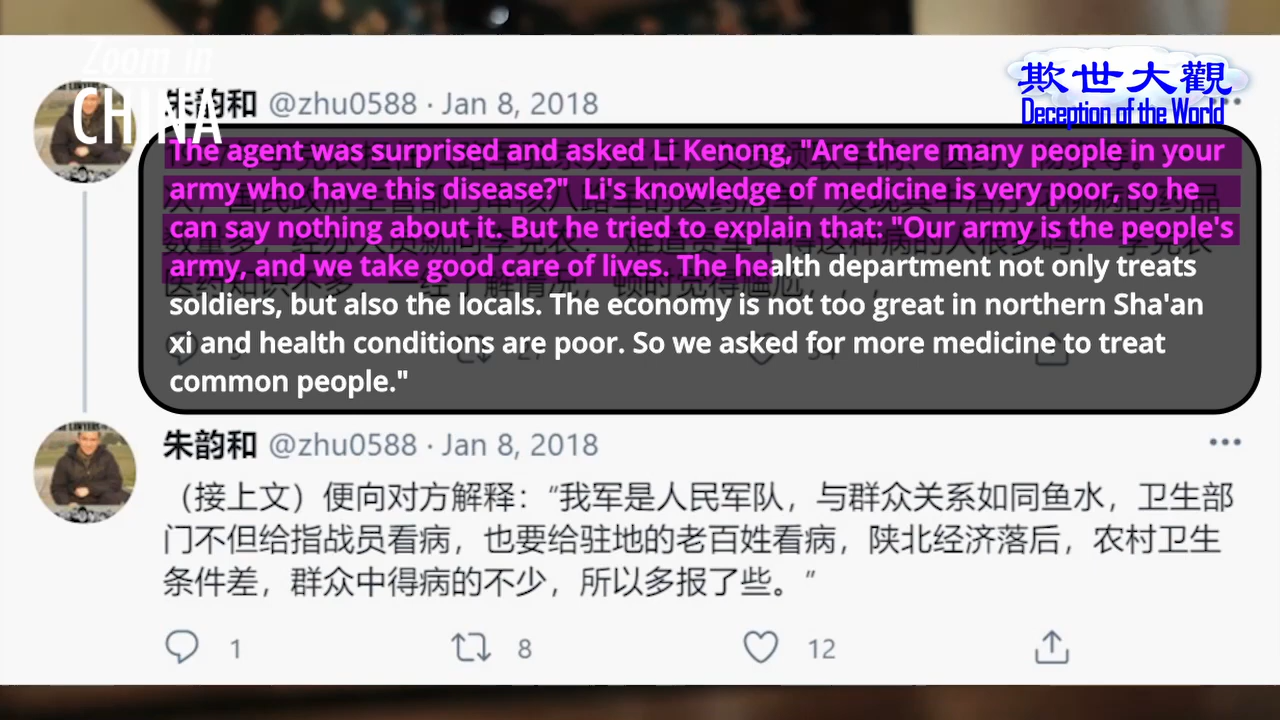 Zoom in
CHINA
欺世大觀
Deception of the World
朱韵和 @zhu0588 · Jan 8, 2018
The agent was surprised and asked Li Kenong, "Are there many people in your
army who have this disease?" Li's knowledge of medicine is very poor, so he
can say nothing about it. But he tried to explain that: "Our army is the people's
army, and we take good care of lives. The health department not only treats
soldiers, but also the locals. The economy is not too great in northern Sha'an
xi and health conditions are poor. So we asked for more medicine to treat
common people."
朱韵和 @zhu0588 · Jan 8, 2018
（接上文）便向对方解释：“我军是人民军队，与群众关系如同鱼水，卫生部
门不但给指战员看病，也要给驻地的老百姓看病，陕北经济落后，农村卫生
条件差，群众中得病的不少，所以多报了些。”
1 8 12